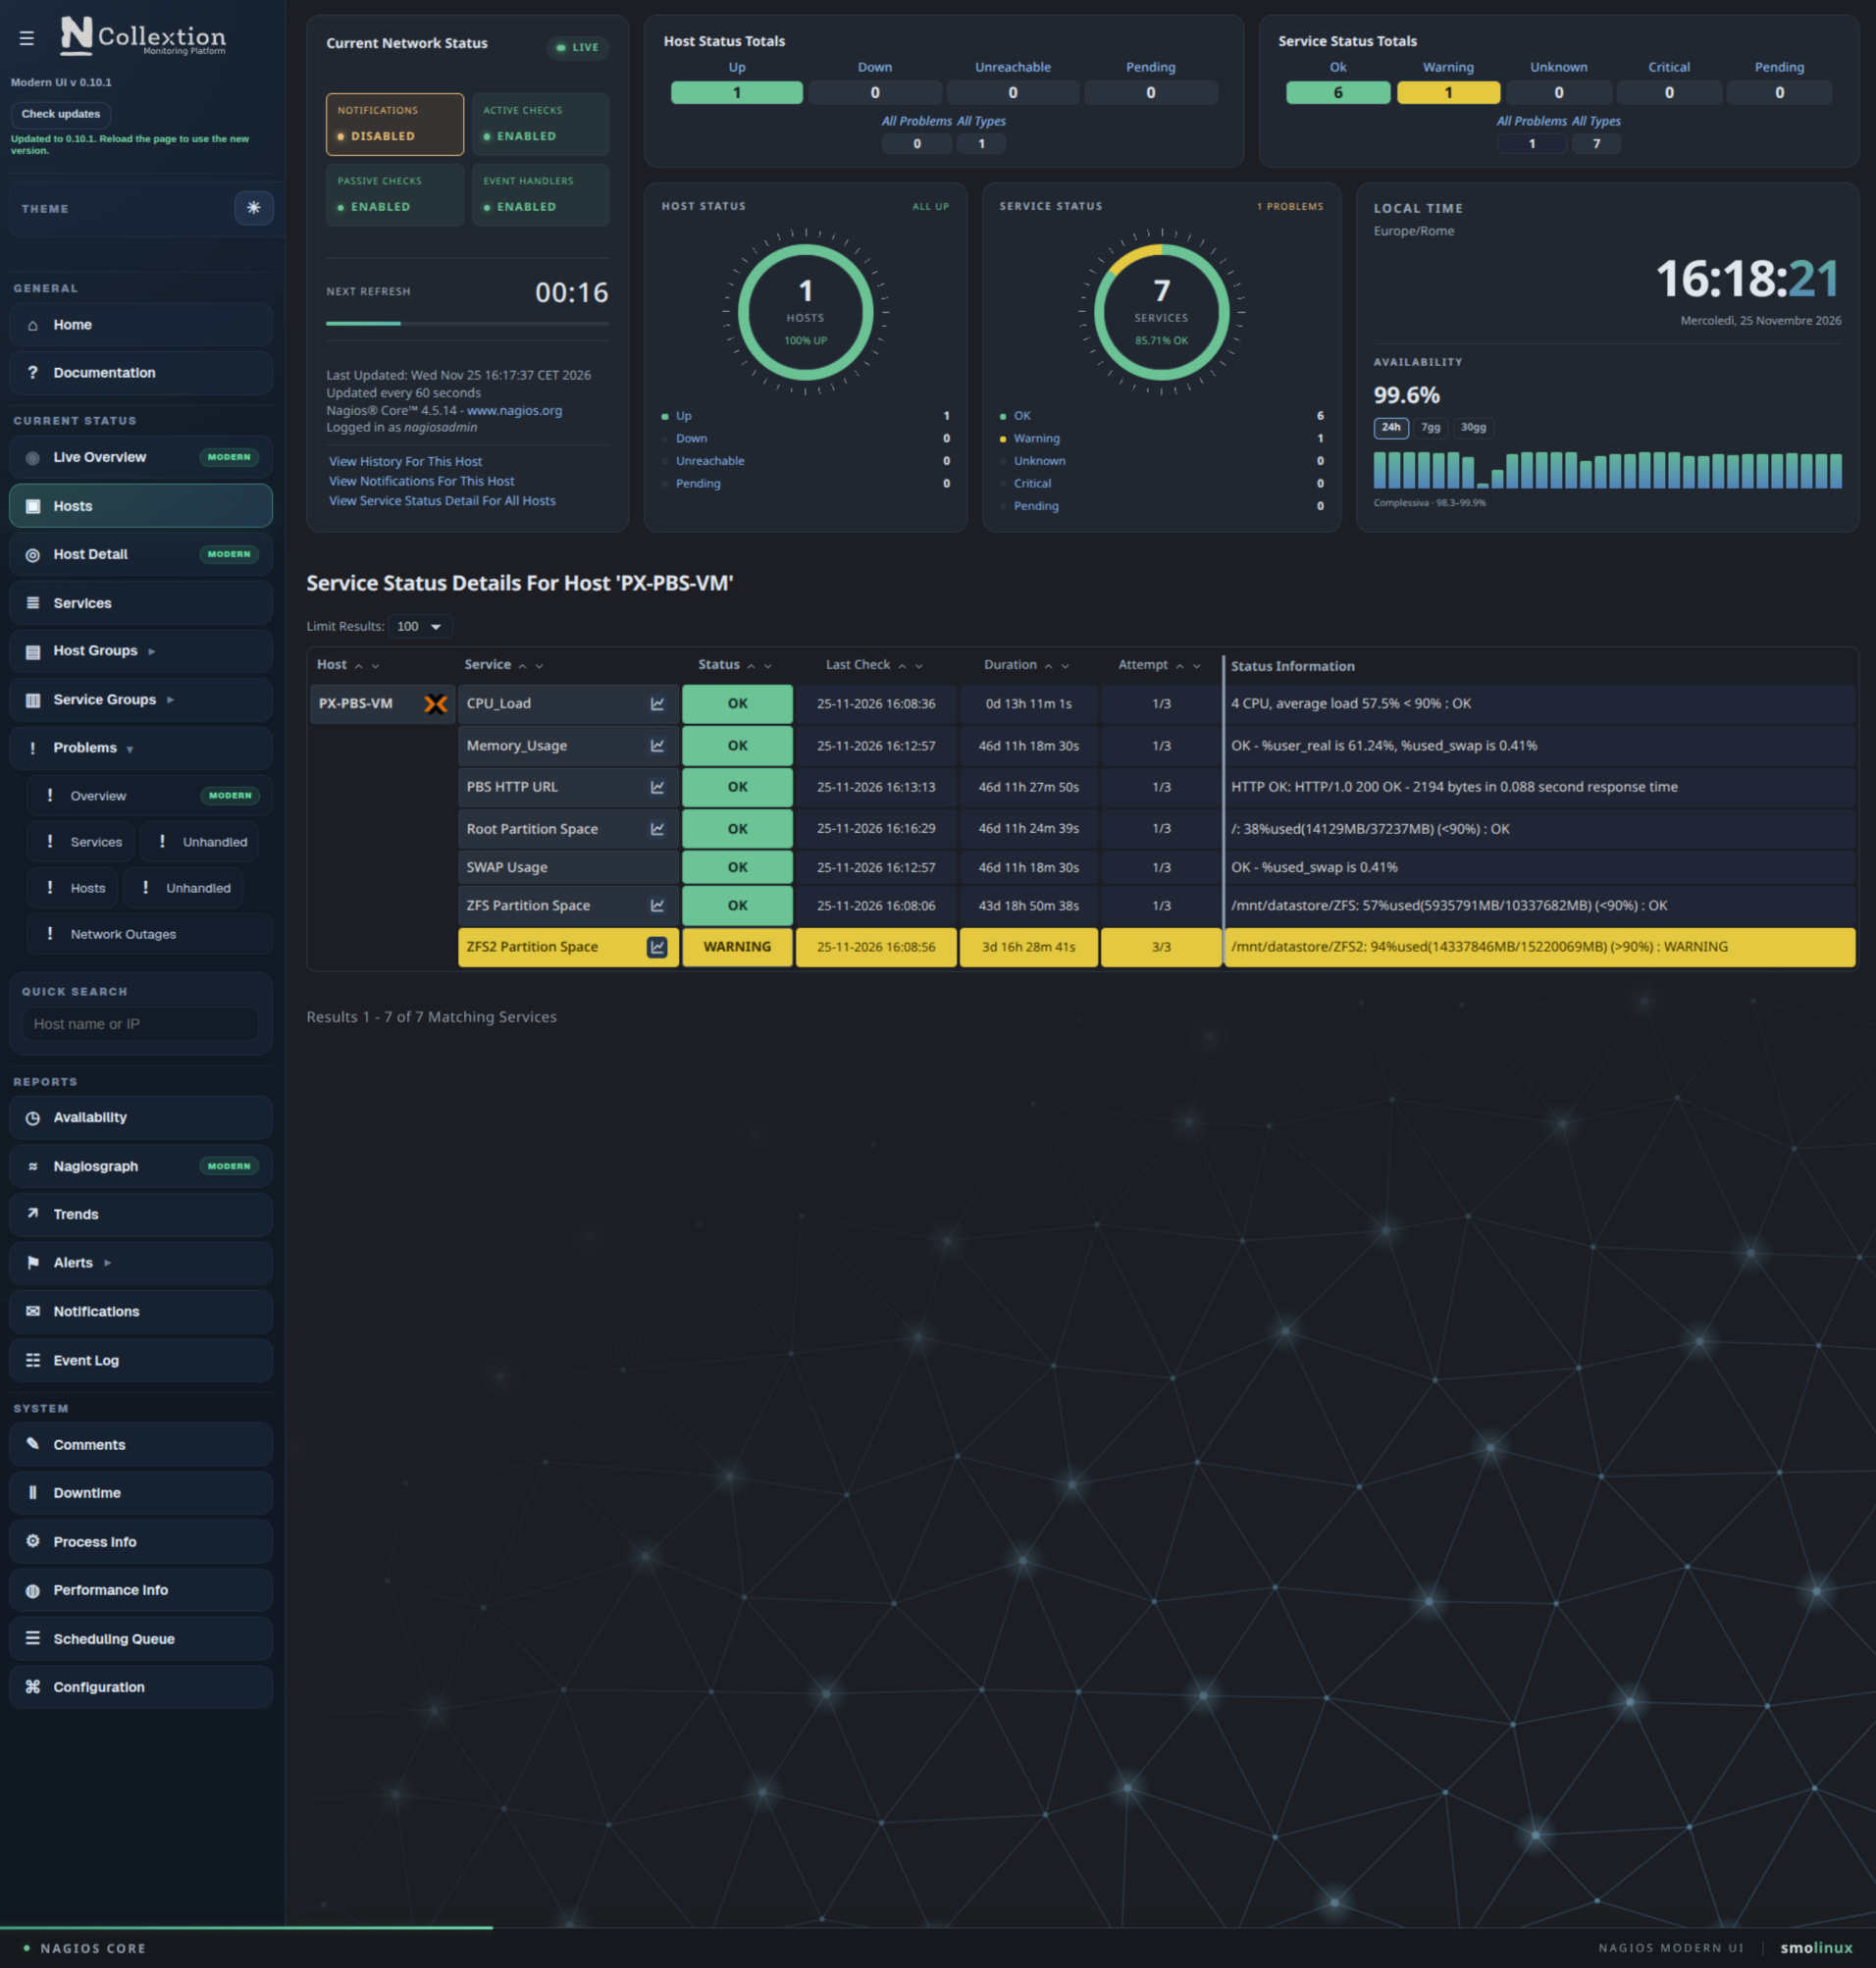 ☰ N Collextion
Monitoring Platform
Modern UI v 0.10.1
Check updates
Updated to 0.10.1. Reload the page to use the new
version.
THEME
GENERAL
Home
? Documentation
CURRENT STATUS
Live Overview MODERN
Hosts
Host Detail MODERN
Services
Host Groups ▸
Service Groups ▸
! Problems ▾
! Overview MODERN
! Services ! Unhandled
! Hosts ! Unhandled
! Network Outages
QUICK SEARCH
Host name or IP
REPORTS
Availability
Nagiosgraph MODERN
Trends
Alerts ▸
Notifications
Event Log
SYSTEM
Comments
Downtime
Process Info
Performance Info
Scheduling Queue
Configuration
Current Network Status LIVE
NOTIFICATIONS ACTIVE CHECKS
DISABLED ENABLED
PASSIVE CHECKS EVENT HANDLERS
ENABLED ENABLED
NEXT REFRESH 00:16
Last Updated: Wed Nov 25 16:17:37 CET 2026
Updated every 60 seconds
Nagios® Core™ 4.5.14 - www.nagios.org
Logged in as nagiosadmin
View History For This Host
View Notifications For This Host
View Service Status Detail For All Hosts
Host Status Totals
Up Down Unreachable Pending
1 0 0 0
All Problems All Types
0 1
Service Status Totals
Ok Warning Unknown Critical Pending
6 1 0 0 0
All Problems All Types
1 7
HOST STATUS ALL UP
1
HOSTS
100% UP
Up 1
Down 0
Unreachable 0
Pending 0
SERVICE STATUS 1 PROBLEMS
7
SERVICES
85.71% OK
OK 6
Warning 1
Unknown 0
Critical 0
Pending 0
LOCAL TIME
Europe/Rome
16:18:21
Mercoledì, 25 Novembre 2026
AVAILABILITY
99.6%
24h 7gg 30gg
Complessiva · 98.3–99.9%
Service Status Details For Host 'PX-PBS-VM'
Limit Results: 100
Host Service Status Last Check Duration Attempt Status Information
PX-PBS-VM CPU_Load OK 25-11-2026 16:08:36 0d 13h 11m 1s 1/3 4 CPU, average load 57.5% < 90% : OK
Memory_Usage OK 25-11-2026 16:12:57 46d 11h 18m 30s 1/3 OK - %user_real is 61.24%, %used_swap is 0.41%
PBS HTTP URL OK 25-11-2026 16:13:13 46d 11h 27m 50s 1/3 HTTP OK: HTTP/1.0 200 OK - 2194 bytes in 0.088 second response time
Root Partition Space OK 25-11-2026 16:16:29 46d 11h 24m 39s 1/3 /: 38%used(14129MB/37237MB) (<90%) : OK
SWAP Usage OK 25-11-2026 16:12:57 46d 11h 18m 30s 1/3 OK - %used_swap is 0.41%
ZFS Partition Space OK 25-11-2026 16:08:06 43d 18h 50m 38s 1/3 /mnt/datastore/ZFS: 57%used(5935791MB/10337682MB) (<90%) : OK
ZFS2 Partition Space WARNING 25-11-2026 16:08:56 3d 16h 28m 41s 3/3 /mnt/datastore/ZFS2: 94%used(14337846MB/15220069MB) (>90%) : WARNING
Results 1 - 7 of 7 Matching Services
NAGIOS CORE
NAGIOS MODERN UI | smolinux